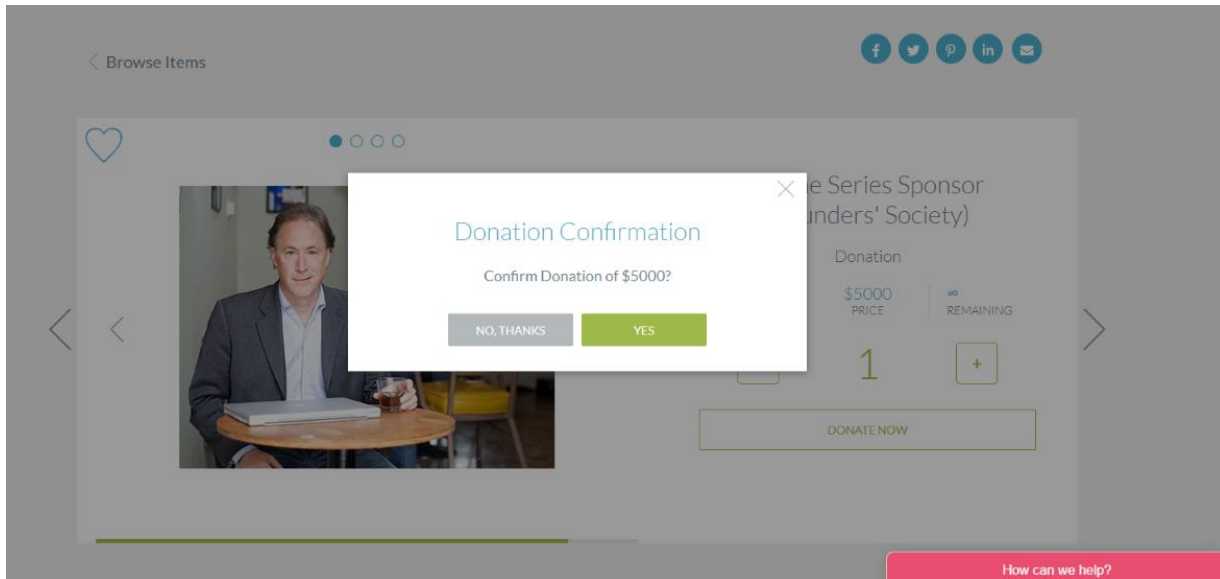 Browse Items
e Series Sponsor
nders' Society)
Donation Confirmation
Donation
Confirm Donation of $5000?
$5000
∞
PRICE
REMAINING
NO, THANKS
YES
1
+
DONATE NOW
How can we help?